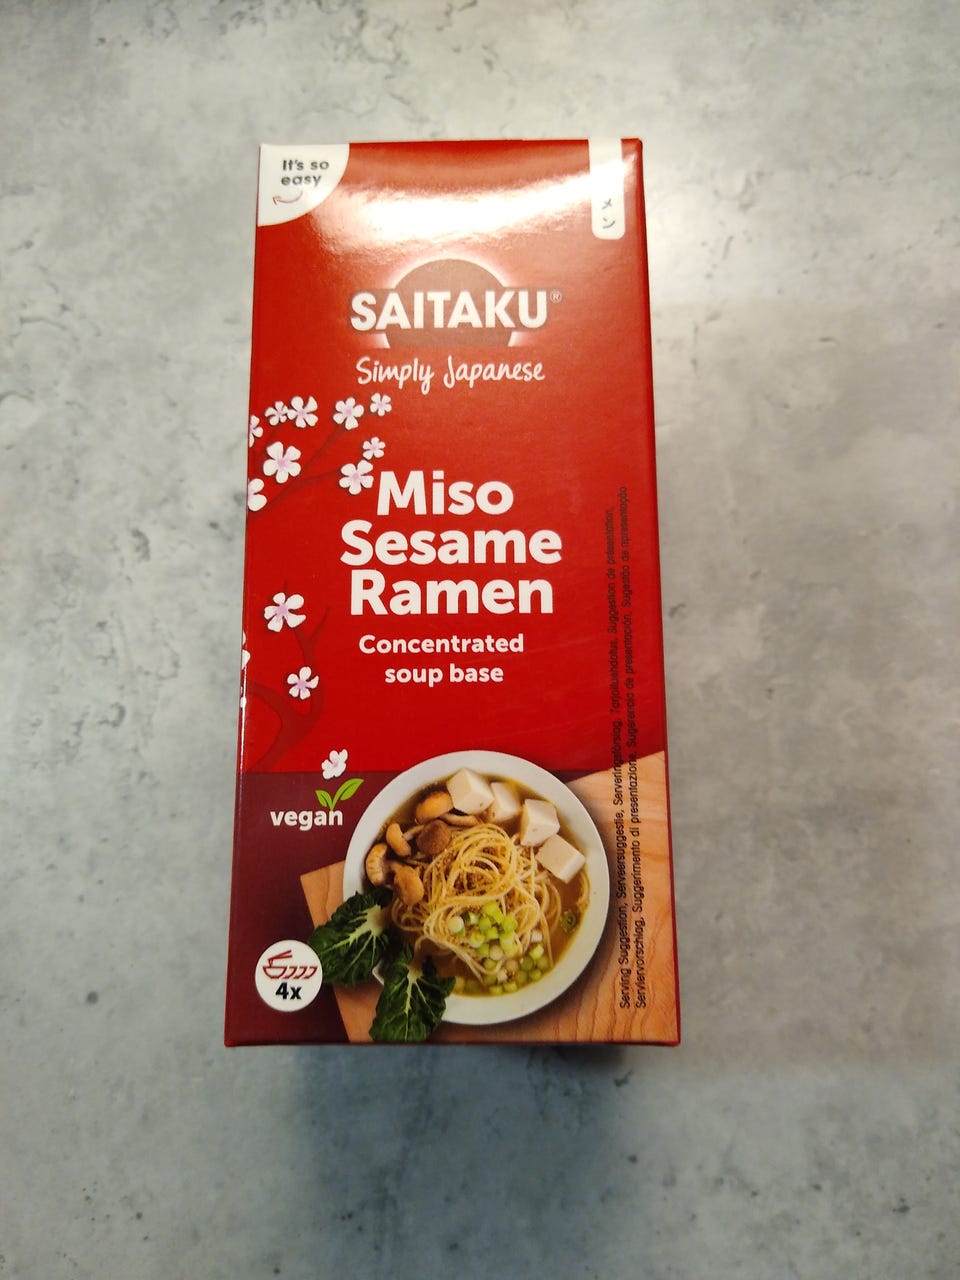 It's so
easy
SAITAKU®
Simply Japanese
Miso
Sesame
Ramen
Concentrated
soup base
vegan
4x
Serving Suggestion, Serveersuggestie, Serveringsförslag, Tarjoiluehdotus, Suggestion de présentation,
Serviervorschlag, Suggerimento di presentazione, Sugerencia de presentación, Sugestão de apresentação